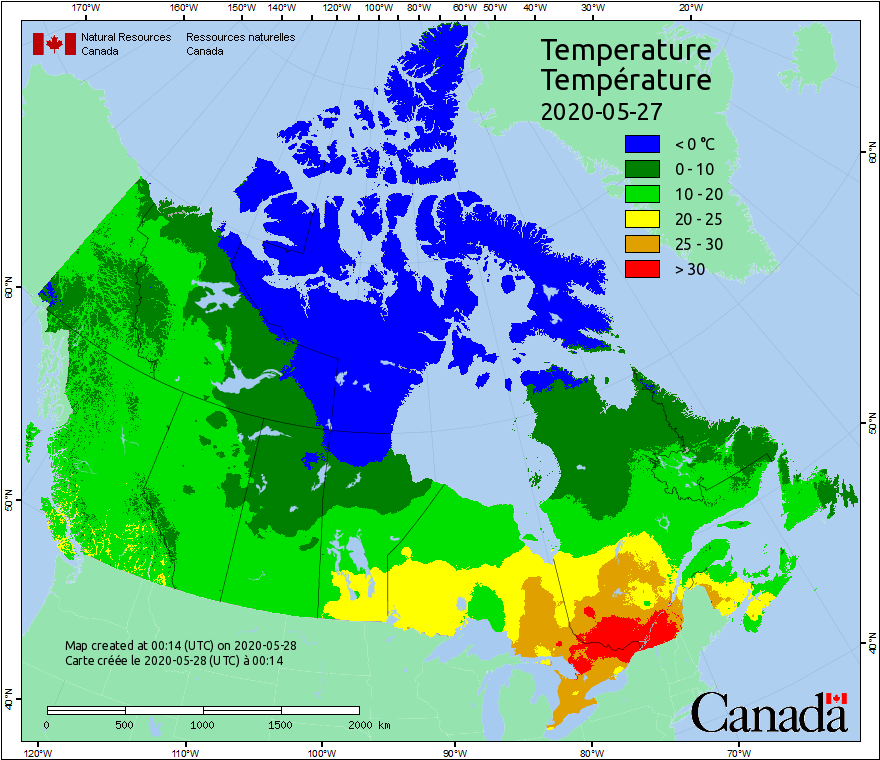 170°W 160°W 150°W 140°W 130°W 120°W 110°W 100°W 90°W 80°W 70°W 60°W 50°W 40°W 30°W 20°W
Natural Resources Ressources naturelles
Canada Canada
Temperature
Température
2020-05-27
< 0 °C
0 - 10
10 - 20
20 - 25
25 - 30
> 30
60°N
60°N
50°N
50°N
40°N
40°N
Map created at 00:14 (UTC) on 2020-05-28
Carte créée le 2020-05-28 (UTC) à 00:14
0 500 1000 1500 2000 km
Canada
120°W 110°W 100°W 90°W 80°W 70°W